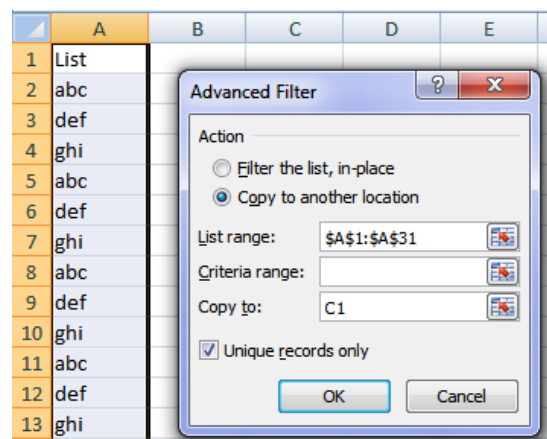 A B C D E
1 List
2 abc
3 def
4 ghi
5 abc
6 def
7 ghi
8 abc
9 def
10 ghi
11 abc
12 def
13 ghi
Advanced Filter ? X
Action
Filter the list, in-place
Copy to another location
List range: $A$1:$A$31
Criteria range:
Copy to: C1
Unique records only
OK Cancel